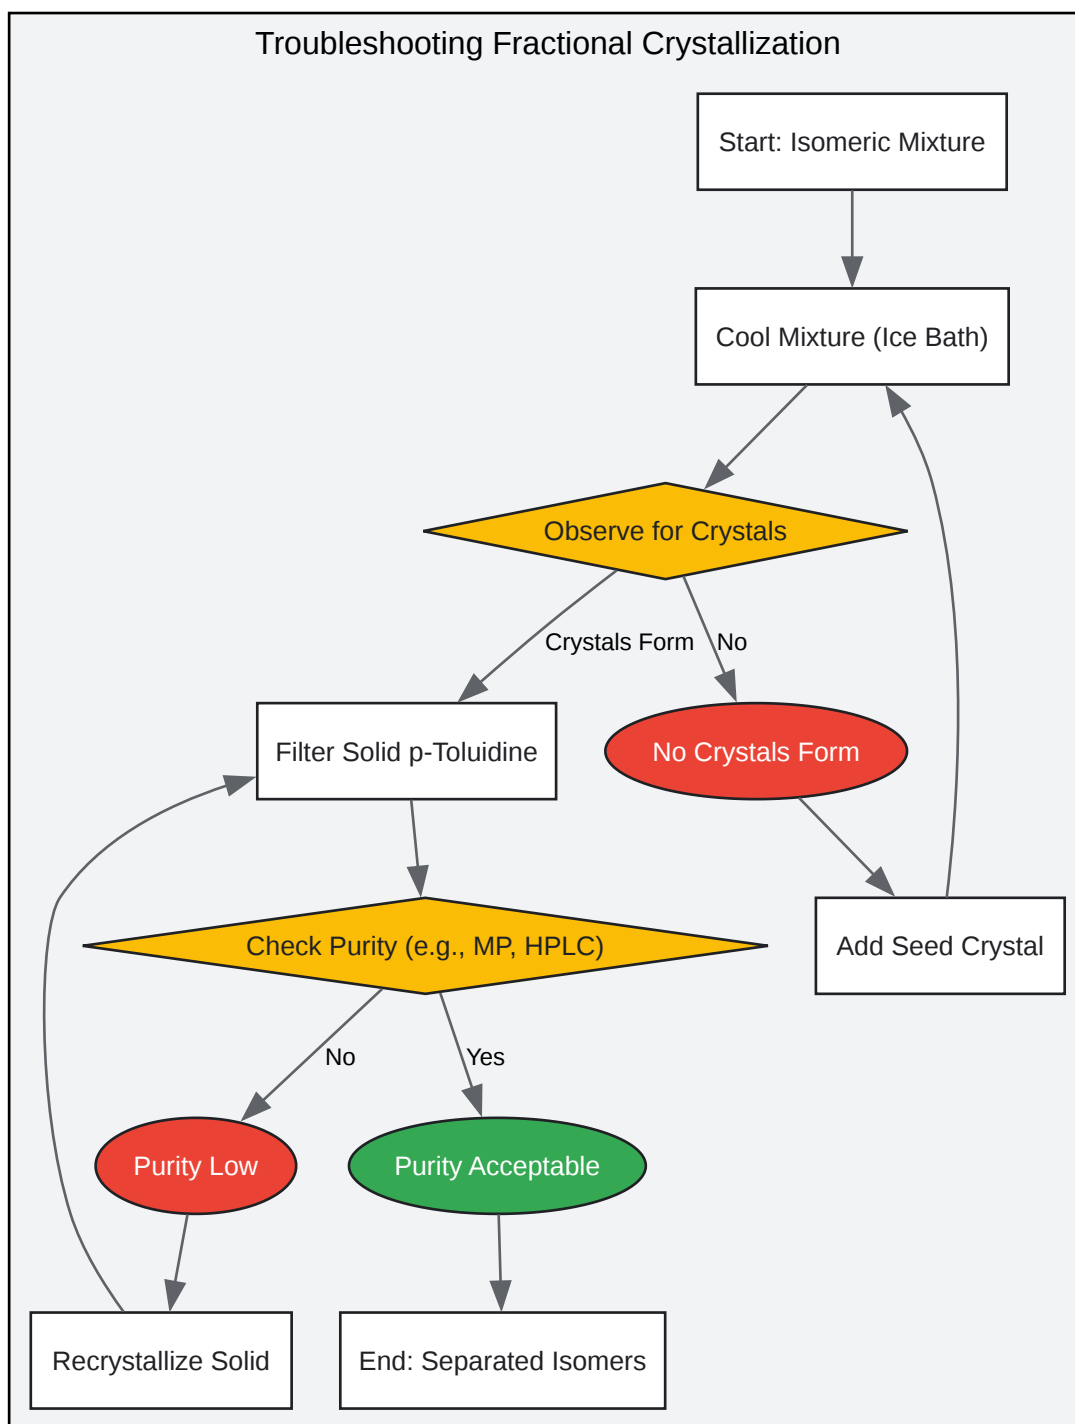 Troubleshooting Fractional Crystallization
Start: Isomeric Mixture
Cool Mixture (Ice Bath)
Observe for Crystals
Crystals Form
No
Filter Solid p-Toluidine
No Crystals Form
Check Purity (e.g., MP, HPLC)
Add Seed Crystal
No
Yes
Purity Low
Purity Acceptable
Recrystallize Solid
End: Separated Isomers